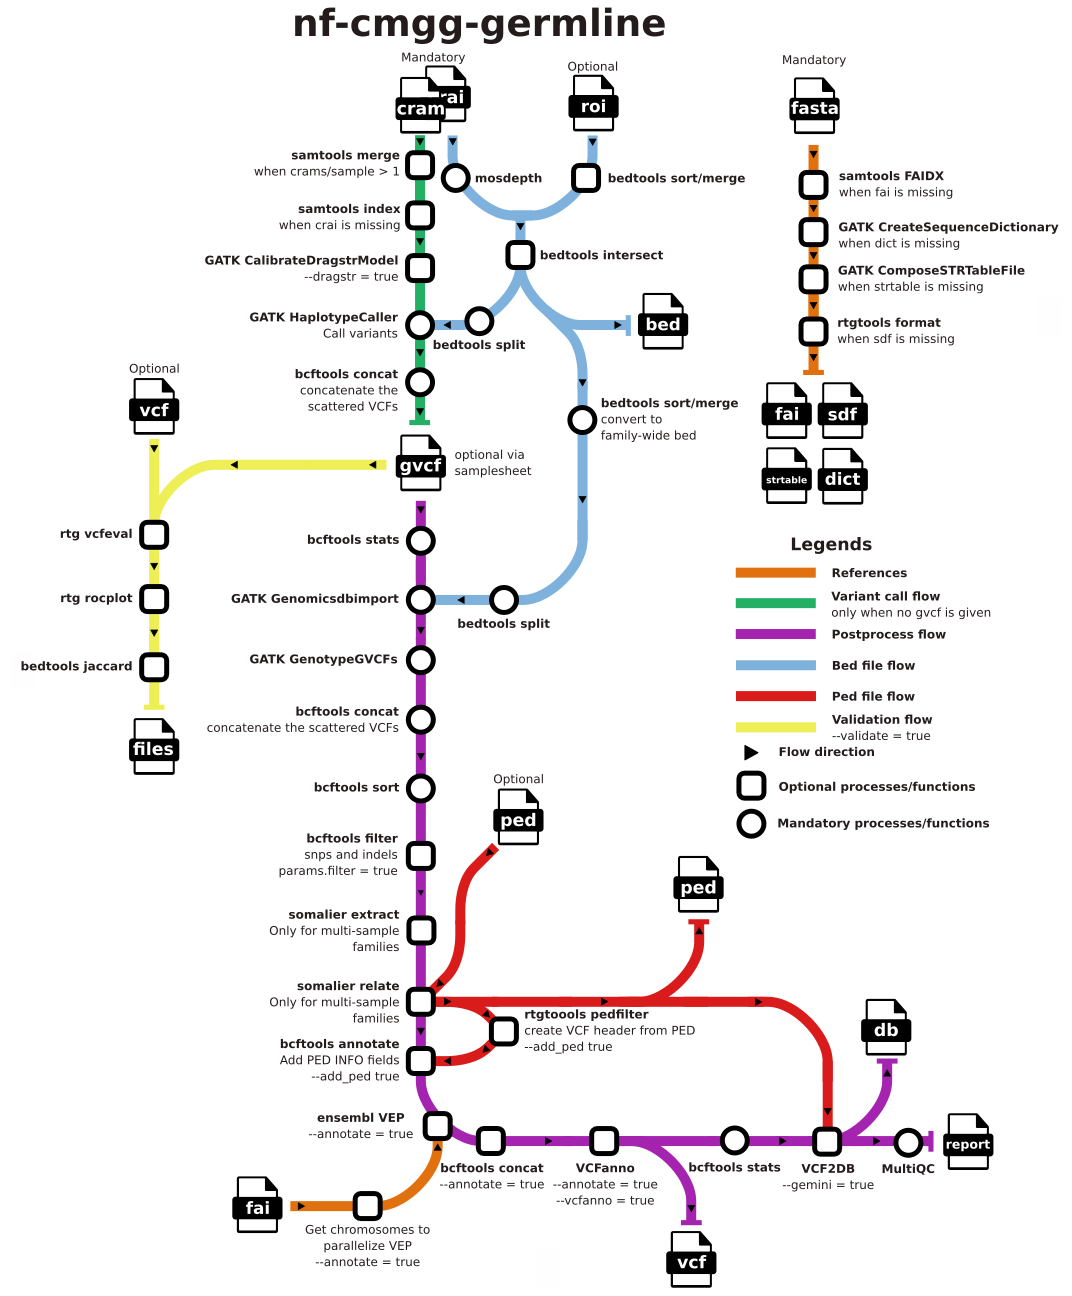 nf-cmgg-germline
Mandatory
cram
rai
Optional
roi
Mandatory
fasta
samtools merge
when crams/sample > 1
mosdepth
bedtools sort/merge
samtools index
when crai is missing
bedtools intersect
GATK CalibrateDragstrModel
--dragstr = true
GATK HaplotypeCaller
Call variants
bedtools split
bed
bcftools concat
concatenate the
scattered VCFs
bedtools sort/merge
convert to
family-wide bed
samtools FAIDX
when fai is missing
GATK CreateSequenceDictionary
when dict is missing
GATK ComposeSTRTableFile
when strtable is missing
rtgtools format
when sdf is missing
fai
sdf
strtable
dict
Optional
vcf
gvcf
optional via
samplesheet
rtg vcfeval
rtg rocplot
bedtools jaccard
files
bcftools stats
GATK Genomicsdbimport
bedtools split
GATK GenotypeGVCFs
bcftools concat
concatenate the scattered VCFs
bcftools sort
Legends
References
Variant call flow
only when no gvcf is given
Postprocess flow
Bed file flow
Ped file flow
Validation flow
--validate = true
Flow direction
Optional processes/functions
Mandatory processes/functions
Optional
ped
bcftools filter
snps and indels
params.filter = true
somalier extract
Only for multi-sample
families
ped
somalier relate
Only for multi-sample
families
rtgtoools pedfilter
create VCF header from PED
--add_ped true
bcftools annotate
Add PED INFO fields
--add_ped true
db
ensembl VEP
--annotate = true
bcftools concat
--annotate = true
VCFanno
--annotate = true
--vcfanno = true
bcftools stats
VCF2DB
--gemini = true
MultiQC
report
fai
Get chromosomes to
parallelize VEP
--annotate = true
vcf